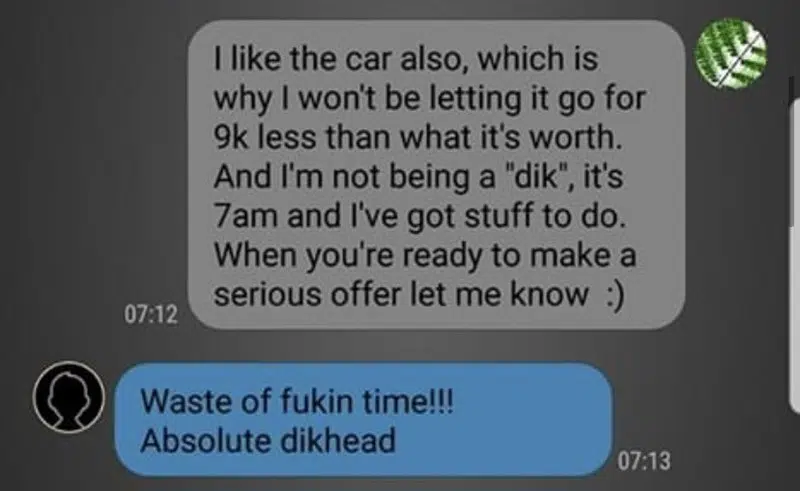 I like the car also, which is
why I won't be letting it go for
9k less than what it's worth.
And I'm not being a "dik", it's
7am and I've got stuff to do.
When you're ready to make a
serious offer let me know :)
07:12
Waste of fukin time!!!
Absolute dikhead
07:13